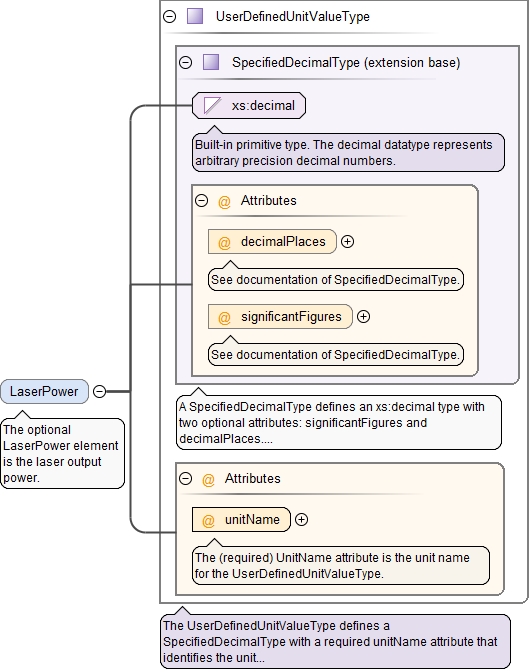 UserDefinedUnitValueType
SpecifiedDecimalType (extension base)
xs:decimal
Built-in primitive type. The decimal datatype represents
arbitrary precision decimal numbers.
@ Attributes
@ decimalPlaces
See documentation of SpecifiedDecimalType.
@ significantFigures
See documentation of SpecifiedDecimalType.
LaserPower
The optional
LaserPower element
is the laser output
power.
A SpecifiedDecimalType defines an xs:decimal type with
two optional attributes: significantFigures and
decimalPlaces....
@ Attributes
@ unitName
The (required) UnitName attribute is the unit name
for the UserDefinedUnitValueType.
The UserDefinedUnitValueType defines a
SpecifiedDecimalType with a required unitName attribute that
identifies the unit...